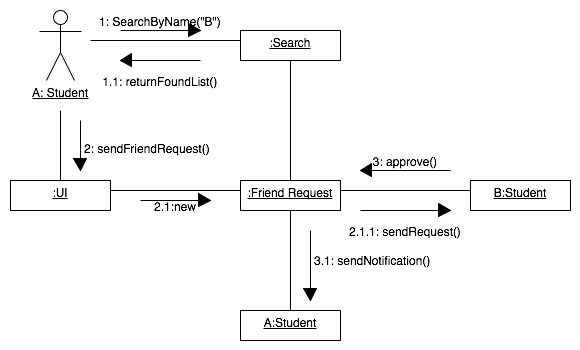 1: SearchByName("B")
:Search
1.1: returnFoundList()
A: Student
2: sendFriendRequest()
3: approve()
:UI
:Friend Request
B:Student
2.1:new
2.1.1: sendRequest()
3.1: sendNotification()
A:Student